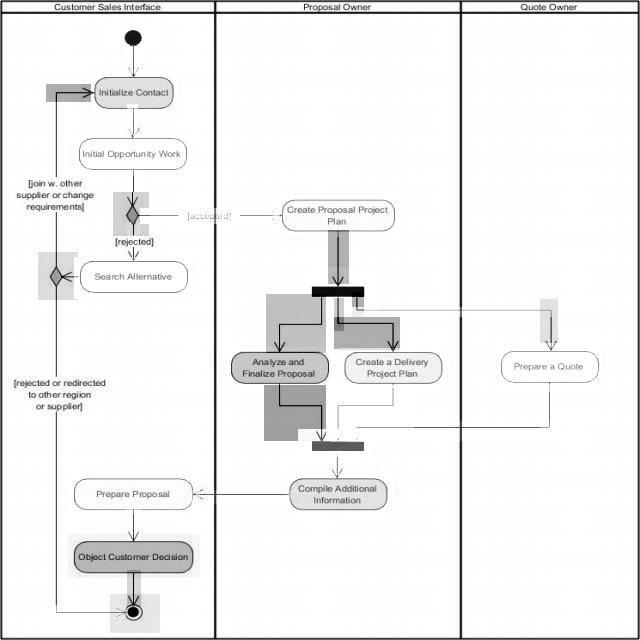 Customer Sales Interface
Proposal Owner
Quote Owner
Initialize Contact
Initial Opportunity Work
[join w. other
supplier or change
requirements]
[accepted]
Create Proposal Project
Plan
[rejected]
Search Alternative
Analyze and
Finalize Proposal
Create a Delivery
Project Plan
Prepare a Quote
[rejected or redirected
to other regiion
or supplier]
Compile Additional
Information
Prepare Proposal
Object Customer Decision